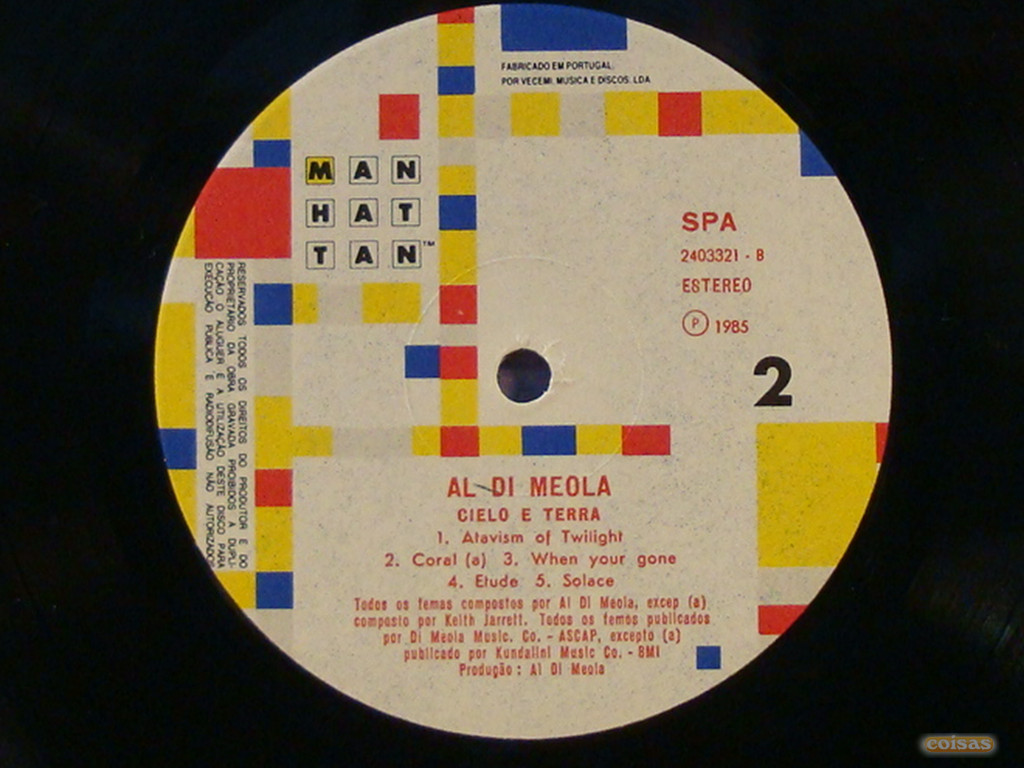 FABRICADO EM PORTUGAL.
POR VECEMI. MUSICA E DISCOS. LDA
MAN
HAT
TAN™
SPA
2403321 - B
ESTEREO
Ⓟ 1985
2
RESERVADOS TODOS OS DIREITOS DO PRODUTOR E DO
PROPRIETÁRIO DA OBRA GRAVADA PROIBIDOS A DUPLI-
CAÇÃO O ALUGUER E A UTILIZAÇÃO DESTE DISCO PARA
EXECUÇÃO PUBLICA E RADIODIFUSÃO NÃO AUTORIZADOS
AL DI MEOLA
CIELO E TERRA
1. Atavism of Twilight
2. Coral (a) 3. When your gone
4. Etude 5. Solace
Todos os temas compostos por Al Di Meola, excep (a)
composto por Keith Jarrett. Todos os temos publicados
por Di Meola Music. Co. - ASCAP, excepto (a)
publicado por Kundalini Music Co. - BMI
Produção : Al Di Meola
coisas